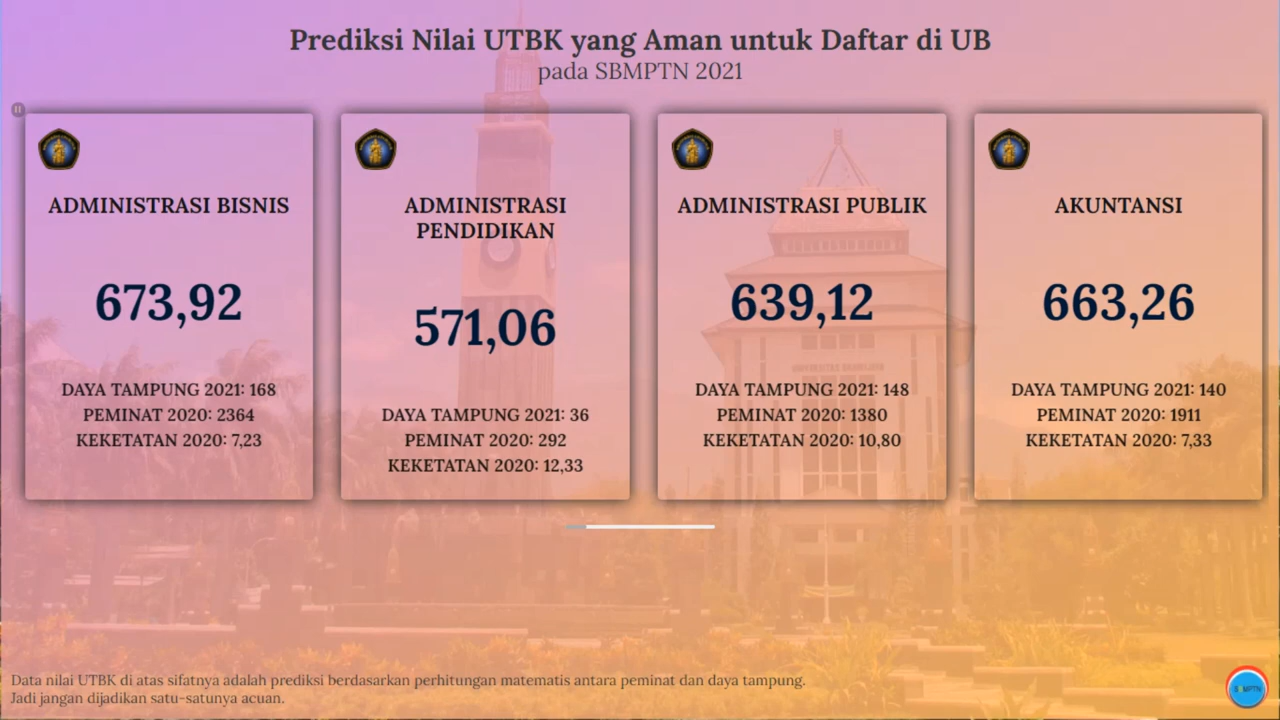 Prediksi Nilai UTBK yang Aman untuk Daftar di UB
pada SBMPTN 2021
ADMINISTRASI BISNIS
673,92
DAYA TAMPUNG 2021: 168
PEMINAT 2020: 2364
KEKETATAN 2020: 7,23
ADMINISTRASI
PENDIDIKAN
571,06
DAYA TAMPUNG 2021: 36
PEMINAT 2020: 292
KEKETATAN 2020: 12,33
ADMINISTRASI PUBLIK
639,12
DAYA TAMPUNG 2021: 148
PEMINAT 2020: 1380
KEKETATAN 2020: 10,80
AKUNTANSI
663,26
DAYA TAMPUNG 2021: 140
PEMINAT 2020: 1911
KEKETATAN 2020: 7,33
Data nilai UTBK di atas sifatnya adalah prediksi berdasarkan perhitungan matematis antara peminat dan daya tampung.
Jadi jangan dijadikan satu-satunya acuan.